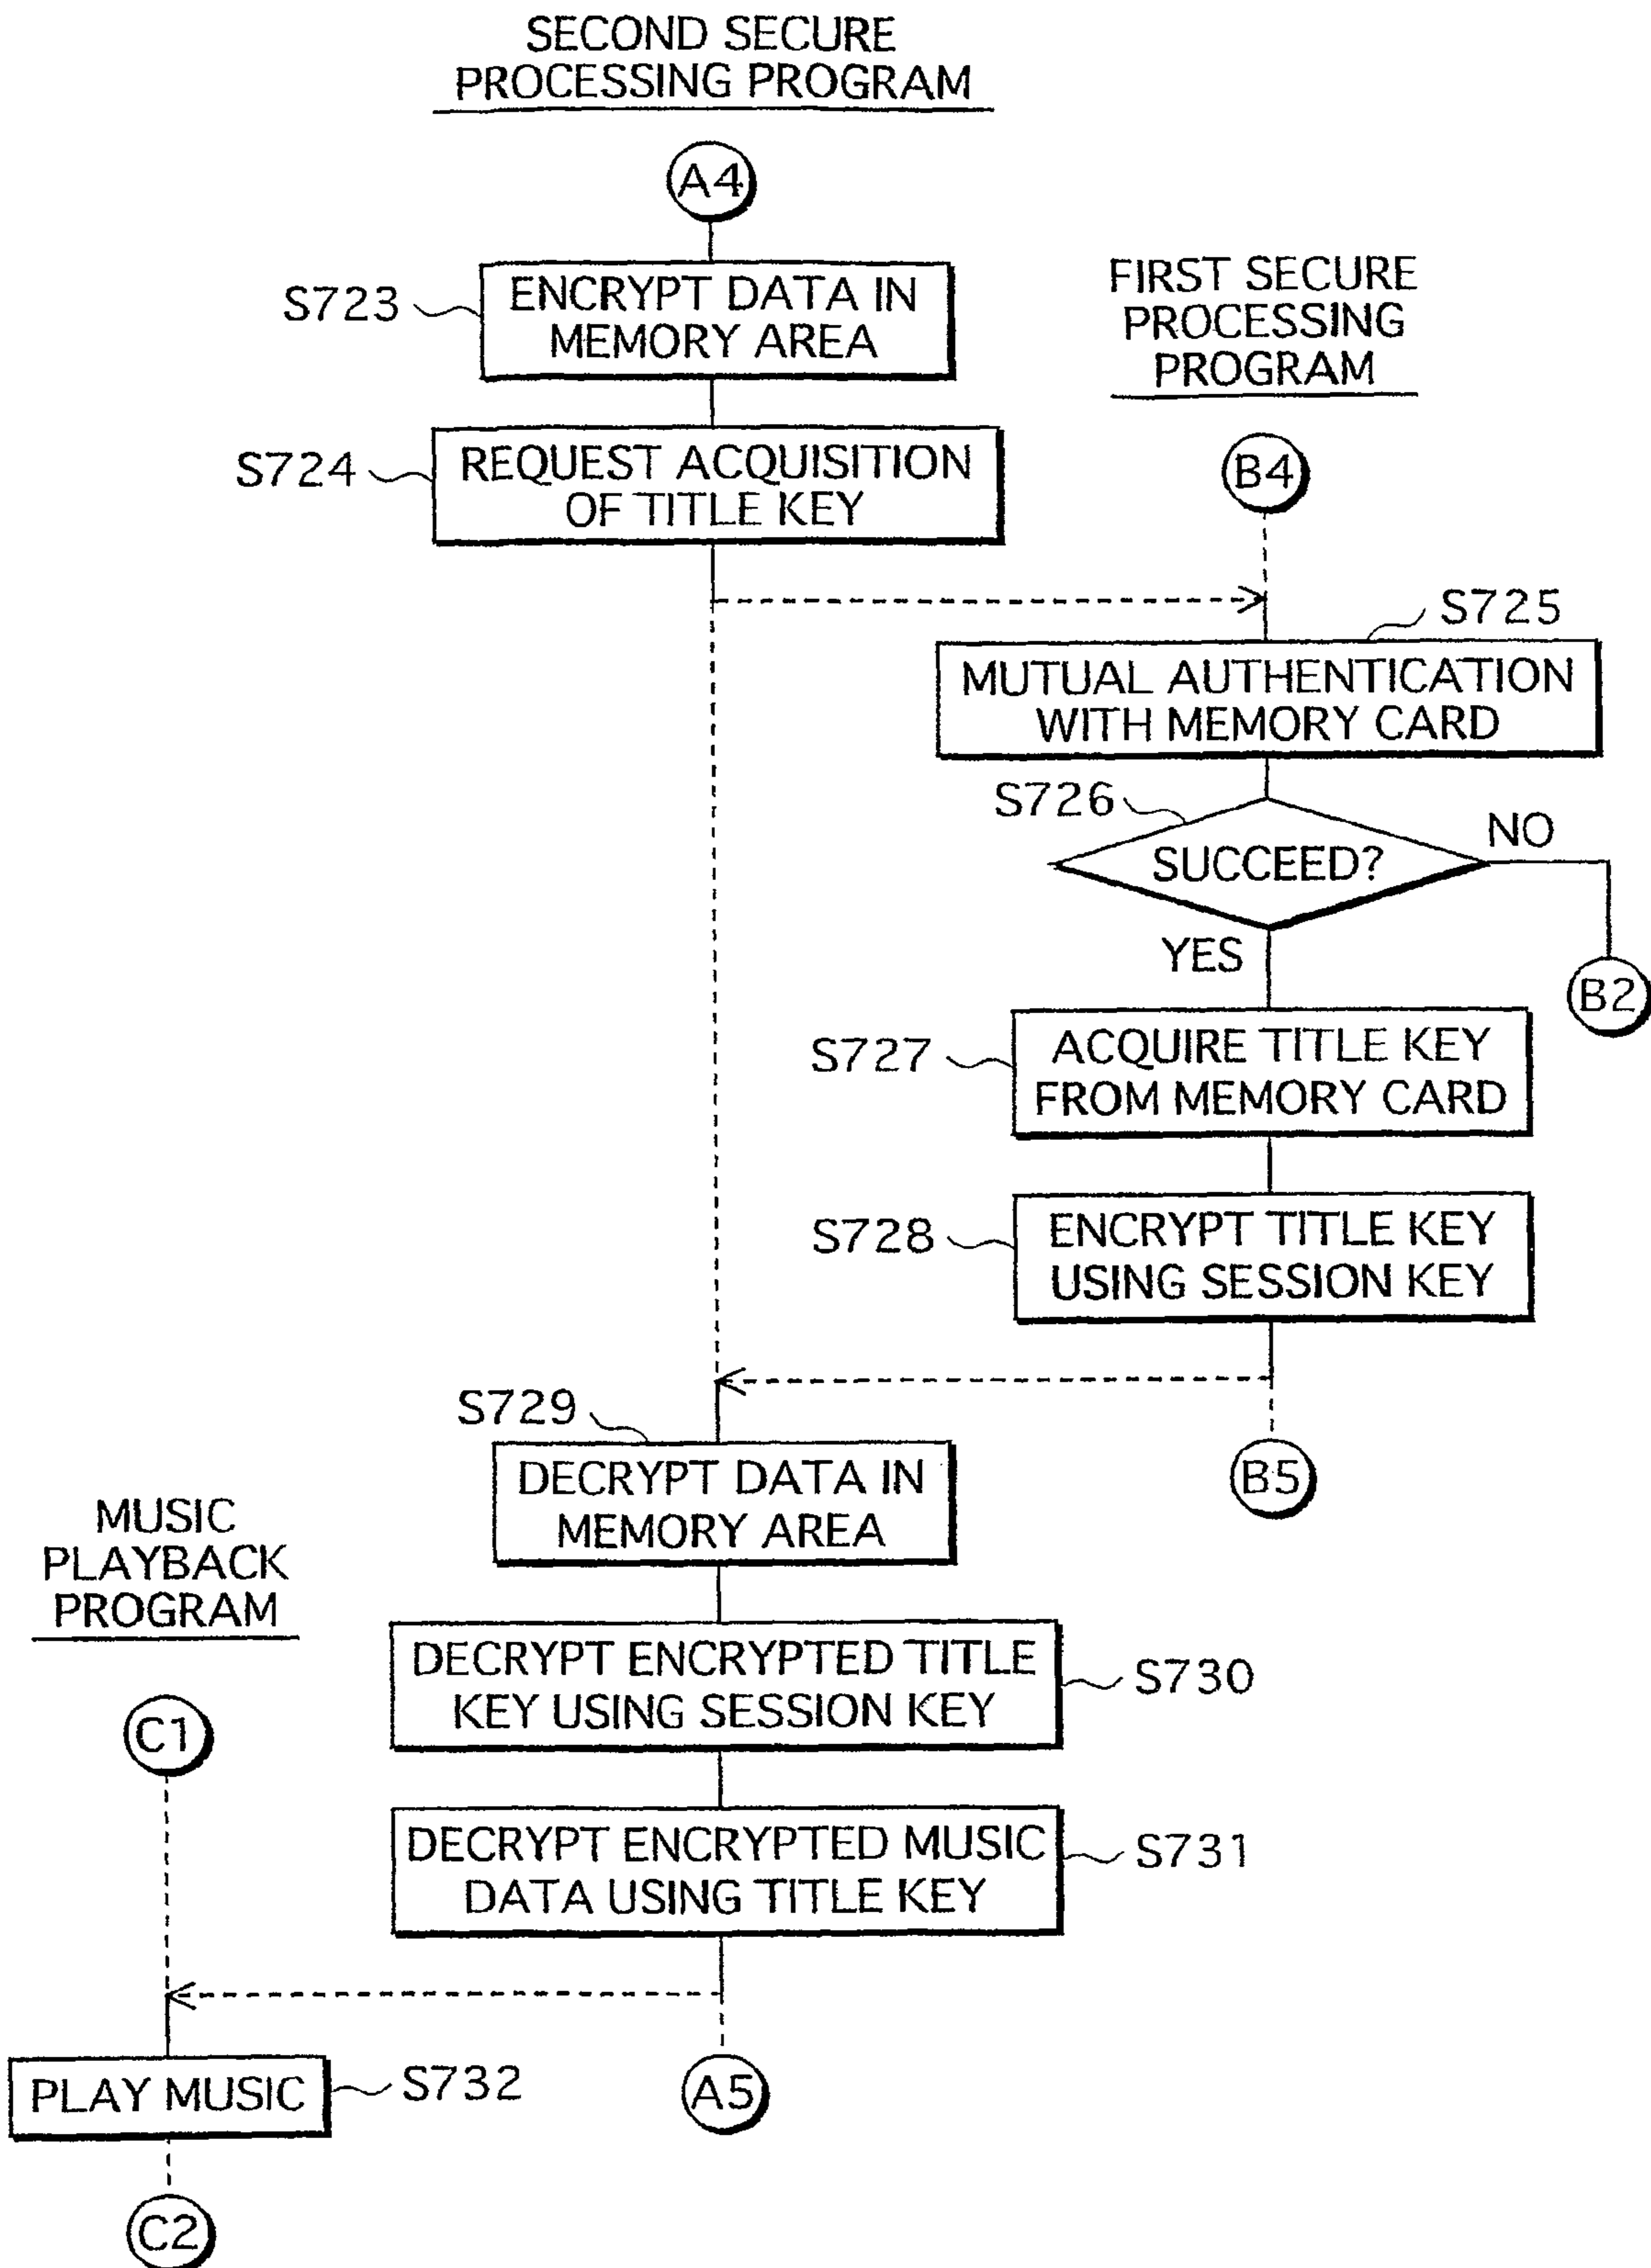 SECOND SECURE
PROCESSING PROGRAM
A4
S723
ENCRYPT DATA IN
MEMORY AREA
FIRST SECURE
PROCESSING
PROGRAM
S724
REQUEST ACQUISITION
OF TITLE KEY
B4
S725
MUTUAL AUTHENTICATION
WITH MEMORY CARD
S726
SUCCEED?
NO
YES
B2
S727
ACQUIRE TITLE KEY
FROM MEMORY CARD
S728
ENCRYPT TITLE KEY
USING SESSION KEY
S729
DECRYPT DATA IN
MEMORY AREA
B5
MUSIC
PLAYBACK
PROGRAM
DECRYPT ENCRYPTED TITLE
KEY USING SESSION KEY
S730
C1
DECRYPT ENCRYPTED MUSIC
DATA USING TITLE KEY
S731
PLAY MUSIC
S732
A5
C2